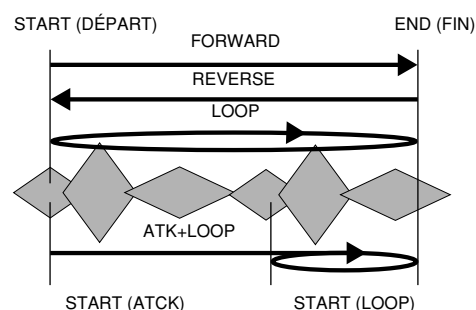 START (DÉPART) END (FIN)
FORWARD
REVERSE
LOOP
ATK+LOOP
START (ATCK) START (LOOP)